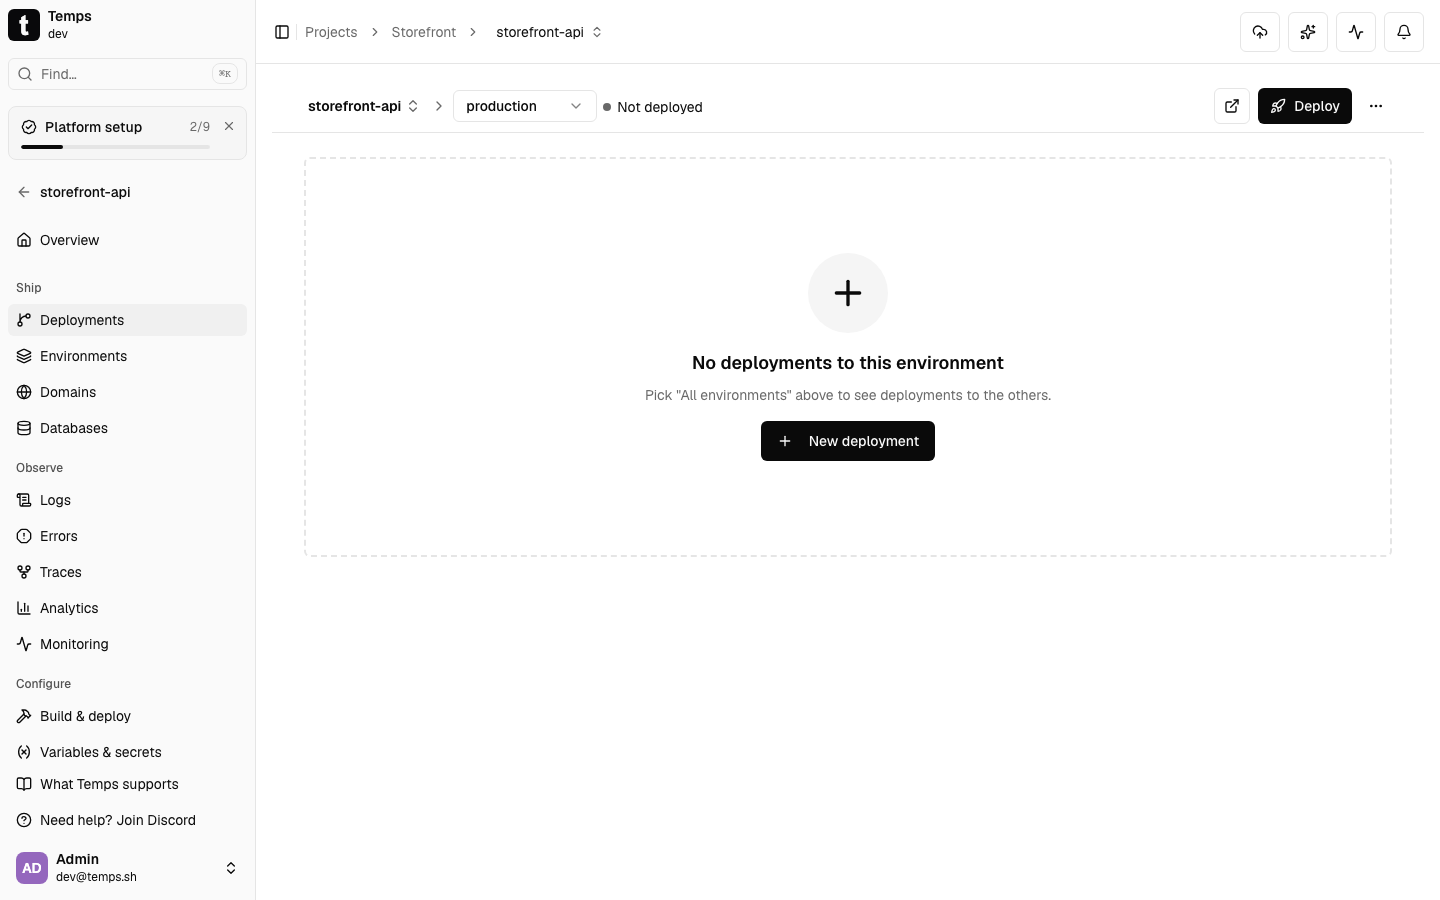 Temps
dev
Find...
⌘K
Platform setup
2/9
storefront-api
Overview
Ship
Deployments
Environments
Domains
Databases
Observe
Logs
Errors
Traces
Analytics
Monitoring
Configure
Build & deploy
Variables & secrets
What Temps supports
Need help? Join Discord
AD
Admin
dev@temps.sh
Projects
Storefront
storefront-api
storefront-api
production
Not deployed
Deploy
No deployments to this environment
Pick "All environments" above to see deployments to the others.
New deployment